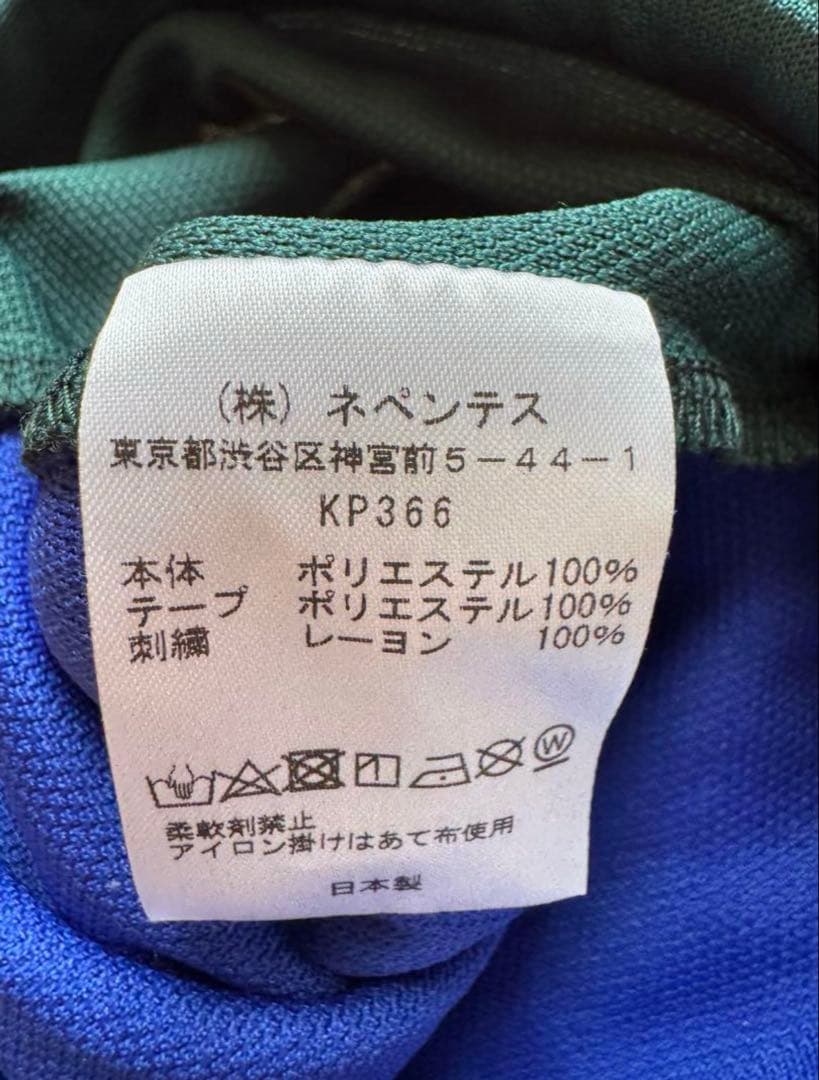 (株) ネペンテス
東京都渋谷区神宮前5-44-1
KP366
本体 ポリエステル100%
テープ ポリエステル100%
刺繍 レーヨン 100%
W
柔軟剤禁止
アイロン掛けはあて布使用
日本製